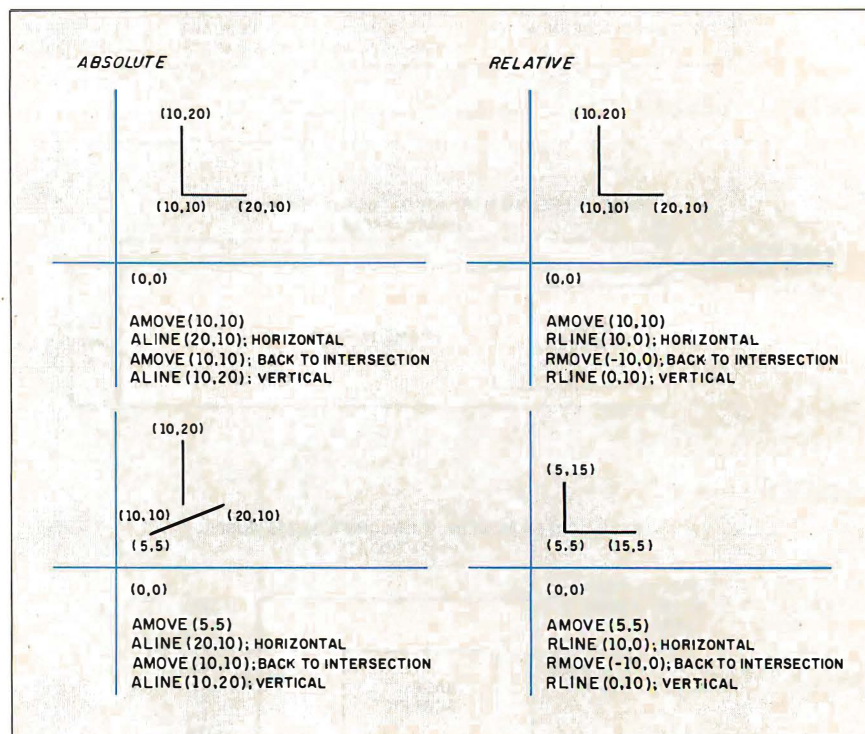 ABSOLUTE
(10,20)
(10,10) (20,10)
(0,0)
AMOVE(10,10)
ALINE(20,10); HORIZONTAL
AMOVE(10,10); BACK TO INTERSECTION
ALINE(10,20); VERTICAL
RELATIVE
(10,20)
(10,10) (20,10)
(0,0)
AMOVE(10,10)
RLINE(10,0); HORIZONTAL
RMOVE(-10,0); BACK TO INTERSECTION
RLINE(0,10); VERTICAL
(10,20)
(10,10) (20,10)
(5,5)
(0,0)
AMOVE(5,5)
ALINE(20,10); HORIZONTAL
AMOVE(10,10); BACK TO INTERSECTION
ALINE(10,20); VERTICAL
(5,15)
(5,5) (15,5)
(0,0)
AMOVE(5,5)
RLINE(10,0); HORIZONTAL
RMOVE(-10,0); BACK TO INTERSECTION
RLINE(0,10); VERTICAL